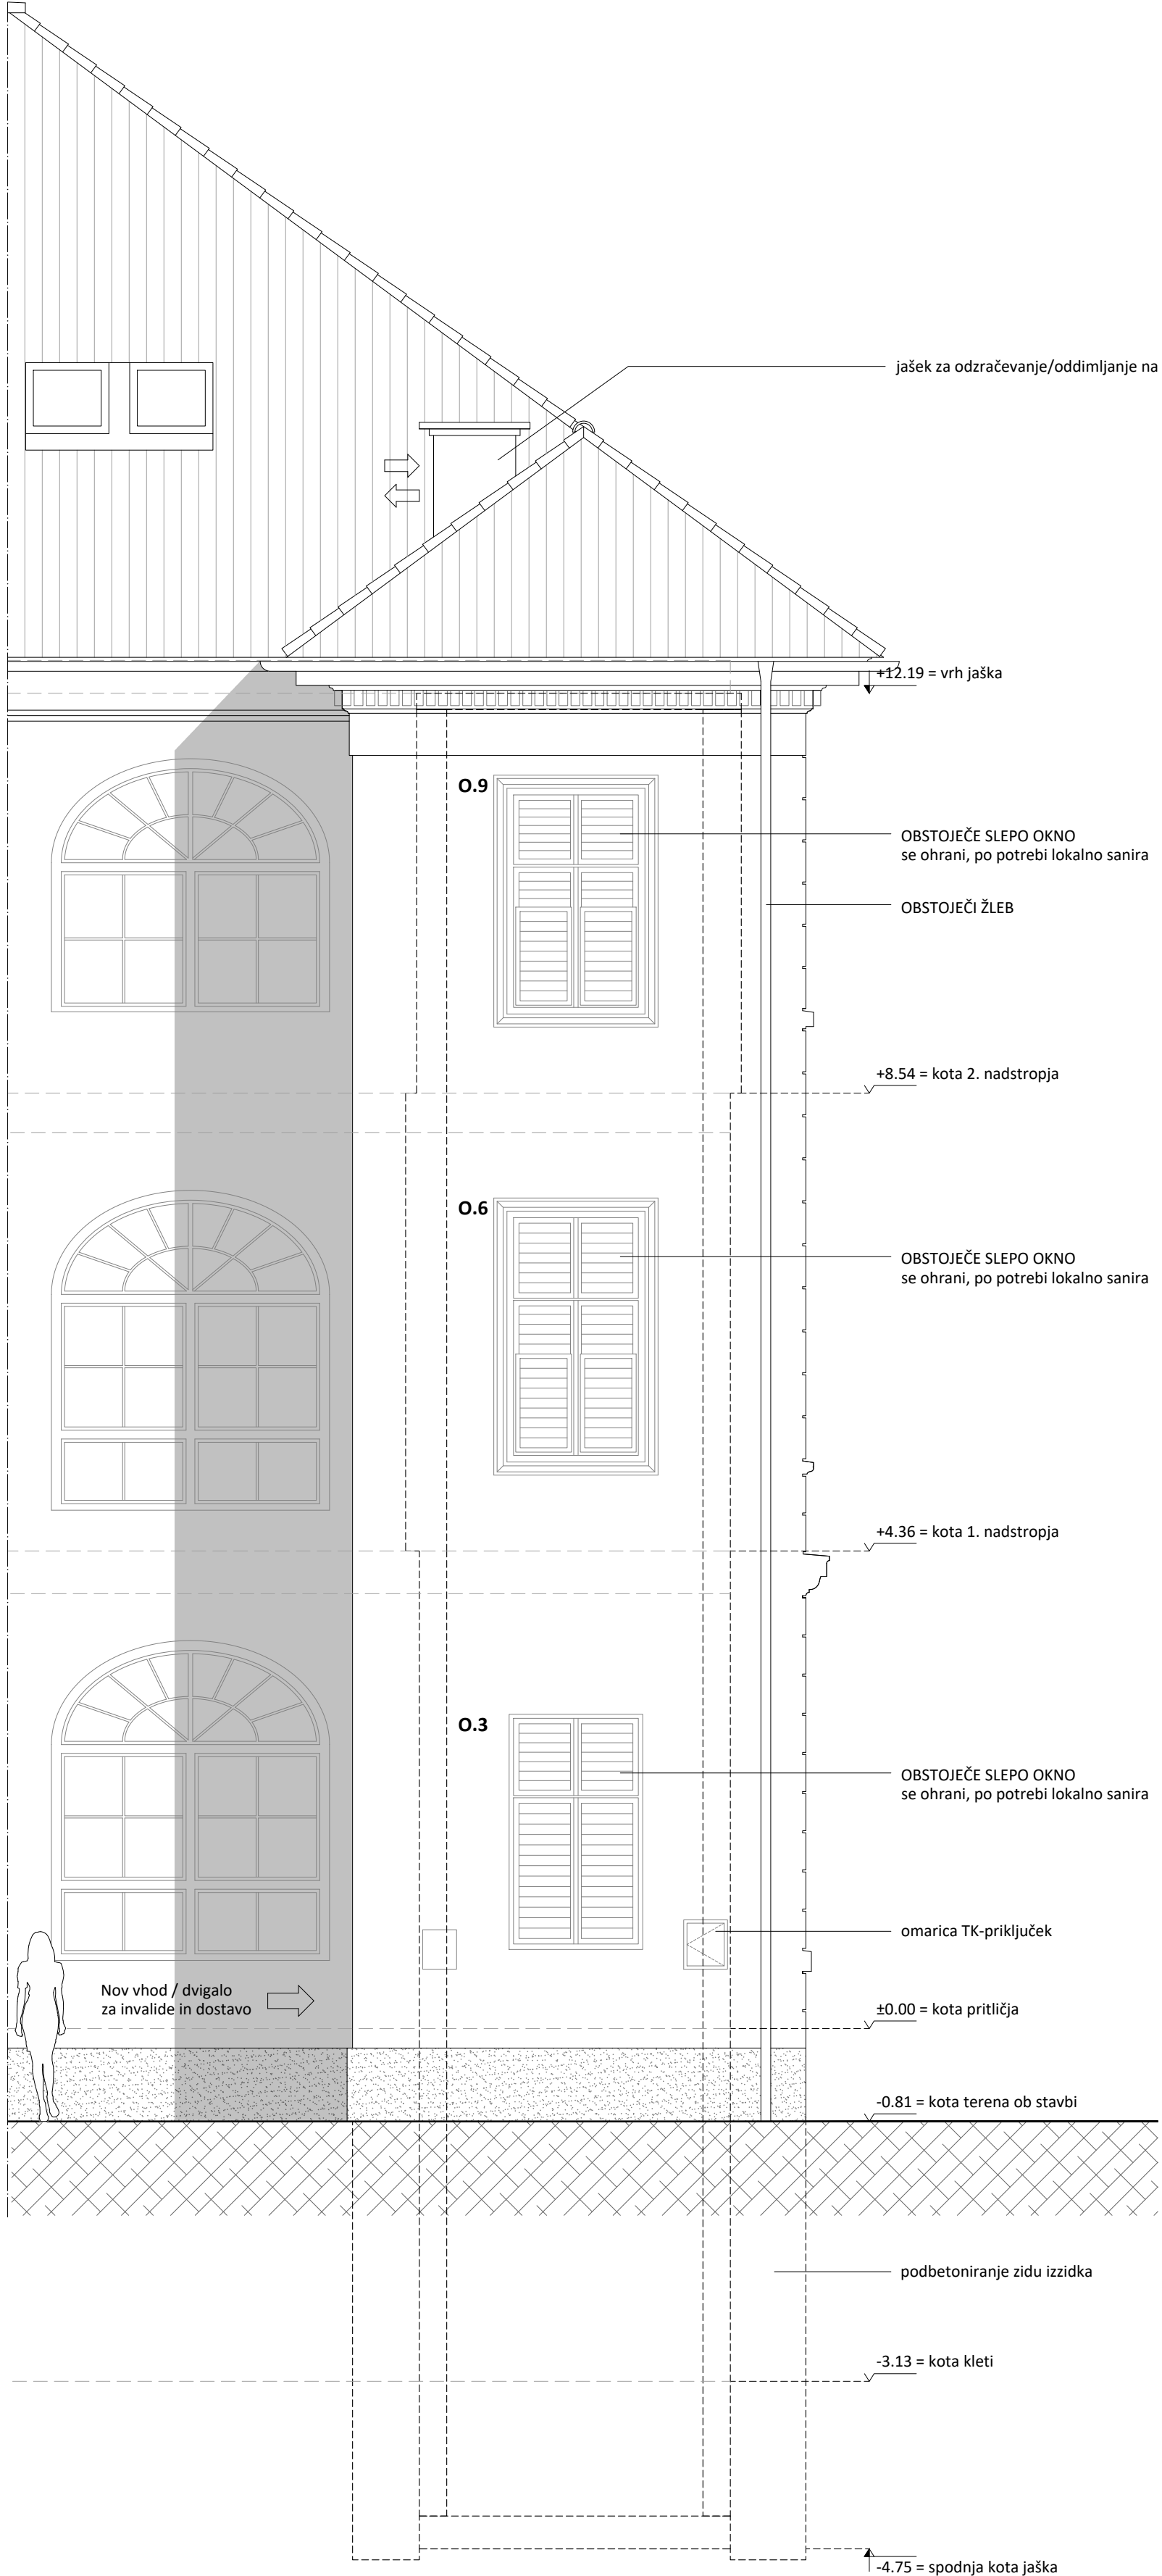 jašek za odzračevanje/oddimljanje na
+12.19 = vrh jaška
O.9
OBSTOJEČE SLEPO OKNO
se ohrani, po potrebi lokalno sanira
OBSTOJEČI ŽLEB
+8.54 = kota 2. nadstropja
O.6
OBSTOJEČE SLEPO OKNO
se ohrani, po potrebi lokalno sanira
+4.36 = kota 1. nadstropja
O.3
OBSTOJEČE SLEPO OKNO
se ohrani, po potrebi lokalno sanira
omarica TK-priključek
Nov vhod / dvigalo
za invalide in dostavo
±0.00 = kota pritličja
-0.81 = kota terena ob stavbi
podbetoniranje zidu izzidka
-3.13 = kota kleti
-4.75 = spodnja kota jaška